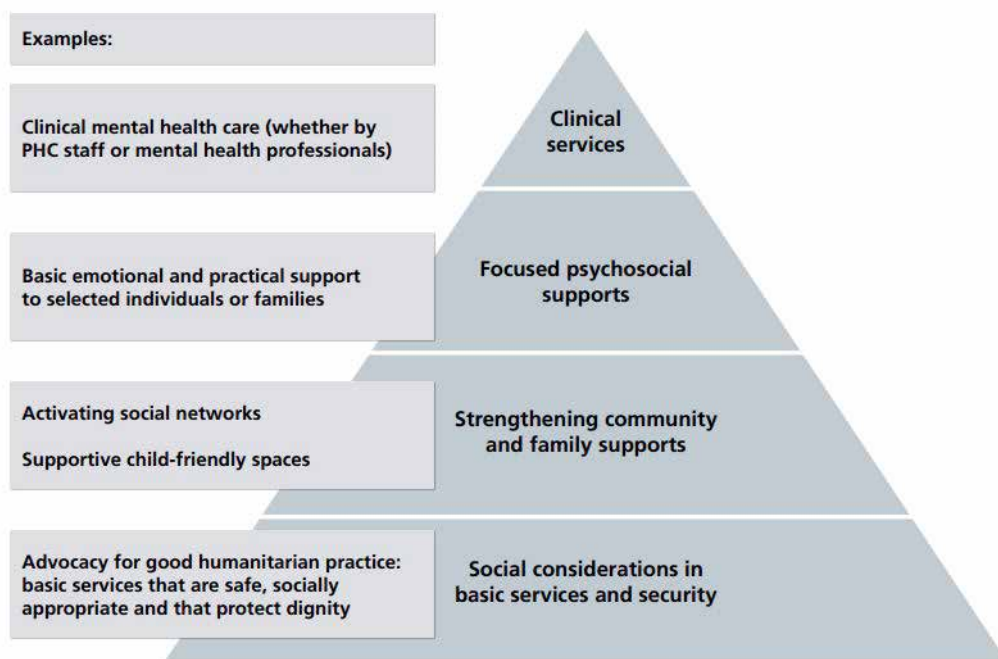 Examples:
Clinical mental health care (whether by
PHC staff or mental health professionals)
Clinical
services
Basic emotional and practical support
to selected individuals or families
Focused psychosocial
supports
Activating social networks
Supportive child-friendly spaces
Strengthening community
and family supports
Advocacy for good humanitarian practice:
basic services that are safe, socially
appropriate and that protect dignity
Social considerations in
basic services and security